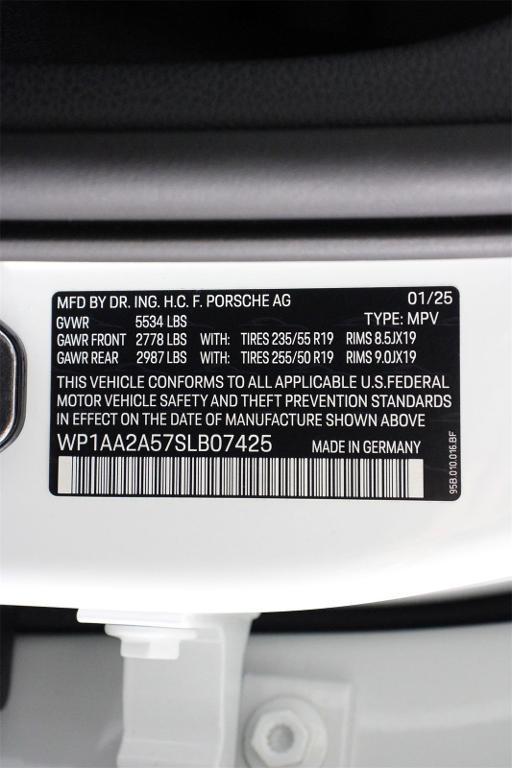 MFD BY DR. ING. H.C. F. PORSCHE AG 01/25
GVWR 5534 LBS TYPE: MPV
GAWR FRONT 2778 LBS WITH: TIRES 235/55 R19 RIMS 8.5JX19
GAWR REAR 2987 LBS WITH: TIRES 255/50 R19 RIMS 9.0JX19
THIS VEHICLE CONFORMS TO ALL APPLICABLE U.S.FEDERAL
MOTOR VEHICLE SAFETY AND THEFT PREVENTION STANDARDS
IN EFFECT ON THE DATE OF MANUFACTURE SHOWN ABOVE
WP1AA2A57SLB07425 MADE IN GERMANY
95B.010.016.BF